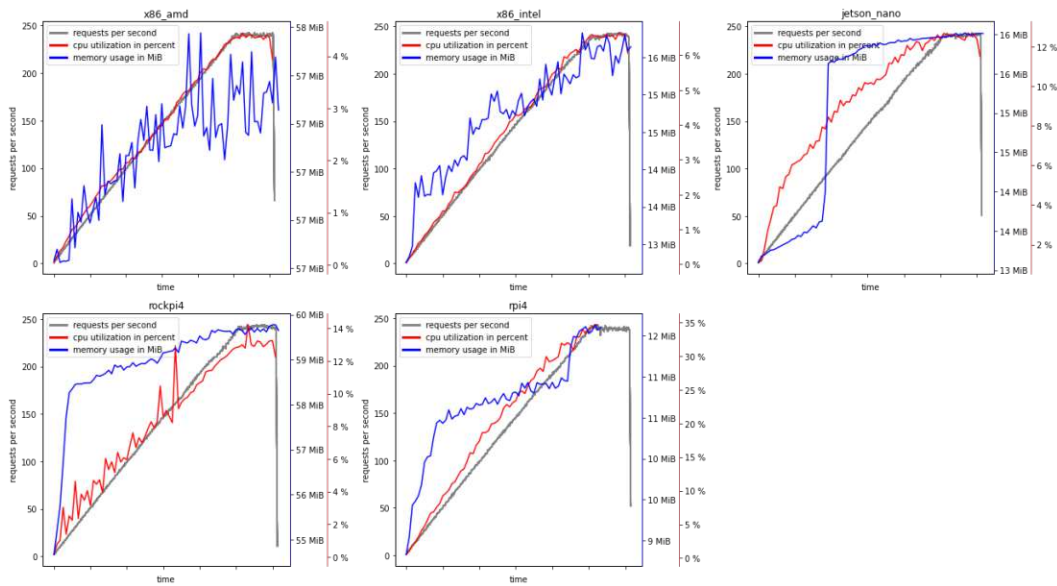 x86_amd
requests per second
cpu utilization in percent
memory usage in MiB
250
200
150
100
50
0
requests per second
time
58 MiB
58 MiB
57 MiB
57 MiB
57 MiB
57 MiB
57 MiB
4 %
3 %
2 %
1 %
0 %
x86_intel
requests per second
cpu utilization in percent
memory usage in MiB
250
200
150
100
50
0
requests per second
time
16 MiB
15 MiB
15 MiB
14 MiB
14 MiB
13 MiB
6 %
5 %
4 %
3 %
2 %
1 %
0 %
jetson_nano
requests per second
cpu utilization in percent
memory usage in MiB
250
200
150
100
50
0
requests per second
time
16 MiB
16 MiB
15 MiB
15 MiB
14 MiB
14 MiB
13 MiB
12 %
10 %
8 %
6 %
4 %
2 %
rockpi4
requests per second
cpu utilization in percent
memory usage in MiB
250
200
150
100
50
0
requests per second
time
60 MiB
59 MiB
58 MiB
57 MiB
56 MiB
55 MiB
14 %
12 %
10 %
8 %
6 %
4 %
2 %
0 %
rpi4
requests per second
cpu utilization in percent
memory usage in MiB
250
200
150
100
50
0
requests per second
time
12 MiB
11 MiB
11 MiB
10 MiB
10 MiB
9 MiB
35 %
30 %
25 %
20 %
15 %
10 %
5 %
0 %